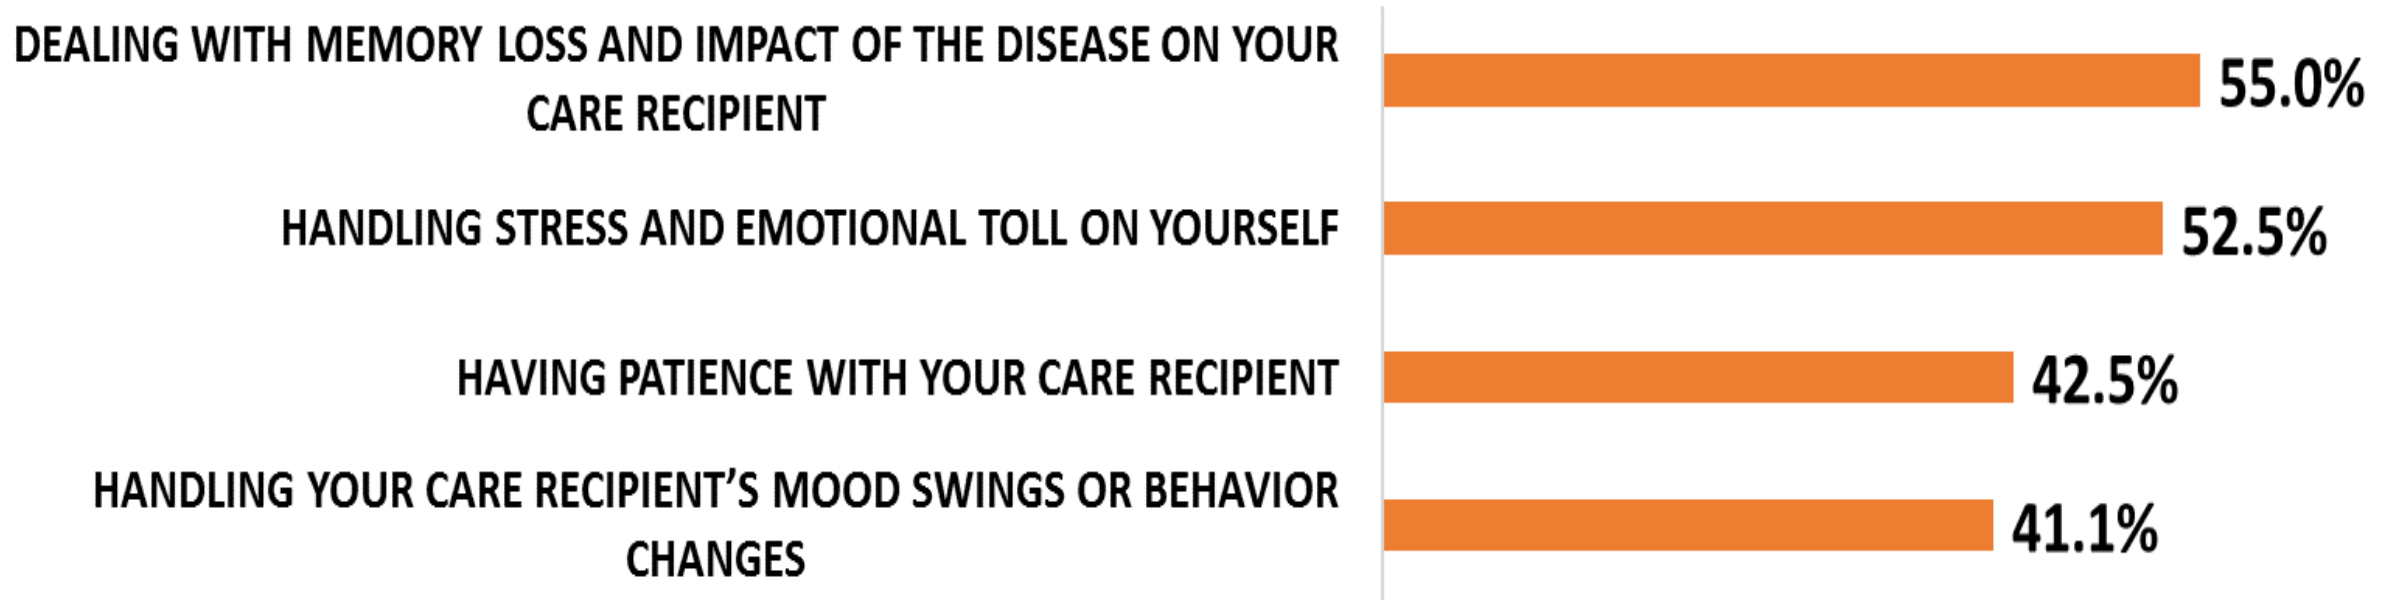 DEALING WITH MEMORY LOSS AND IMPACT OF THE DISEASE ON YOUR
CARE RECIPIENT
55.0%
HANDLING STRESS AND EMOTIONAL TOLL ON YOURSELF
52.5%
HAVING PATIENCE WITH YOUR CARE RECIPIENT
42.5%
HANDLING YOUR CARE RECIPIENT’S MOOD SWINGS OR BEHAVIOR
CHANGES
41.1%